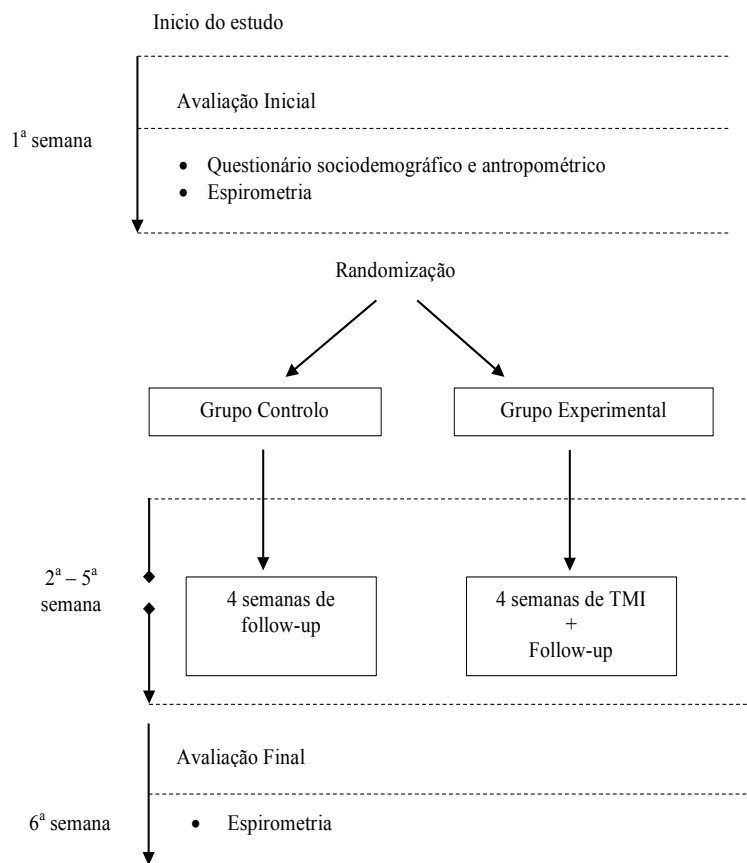 Inicio do estudo
Avaliação Inicial
1ª semana
• Questionário sociodemográfico e antropométrico
• Espirometria
Randomização
Grupo Controlo
Grupo Experimental
2ª – 5ª
semana
4 semanas de
follow-up
4 semanas de TMI
+
Follow-up
Avaliação Final
6ª semana
• Espirometria